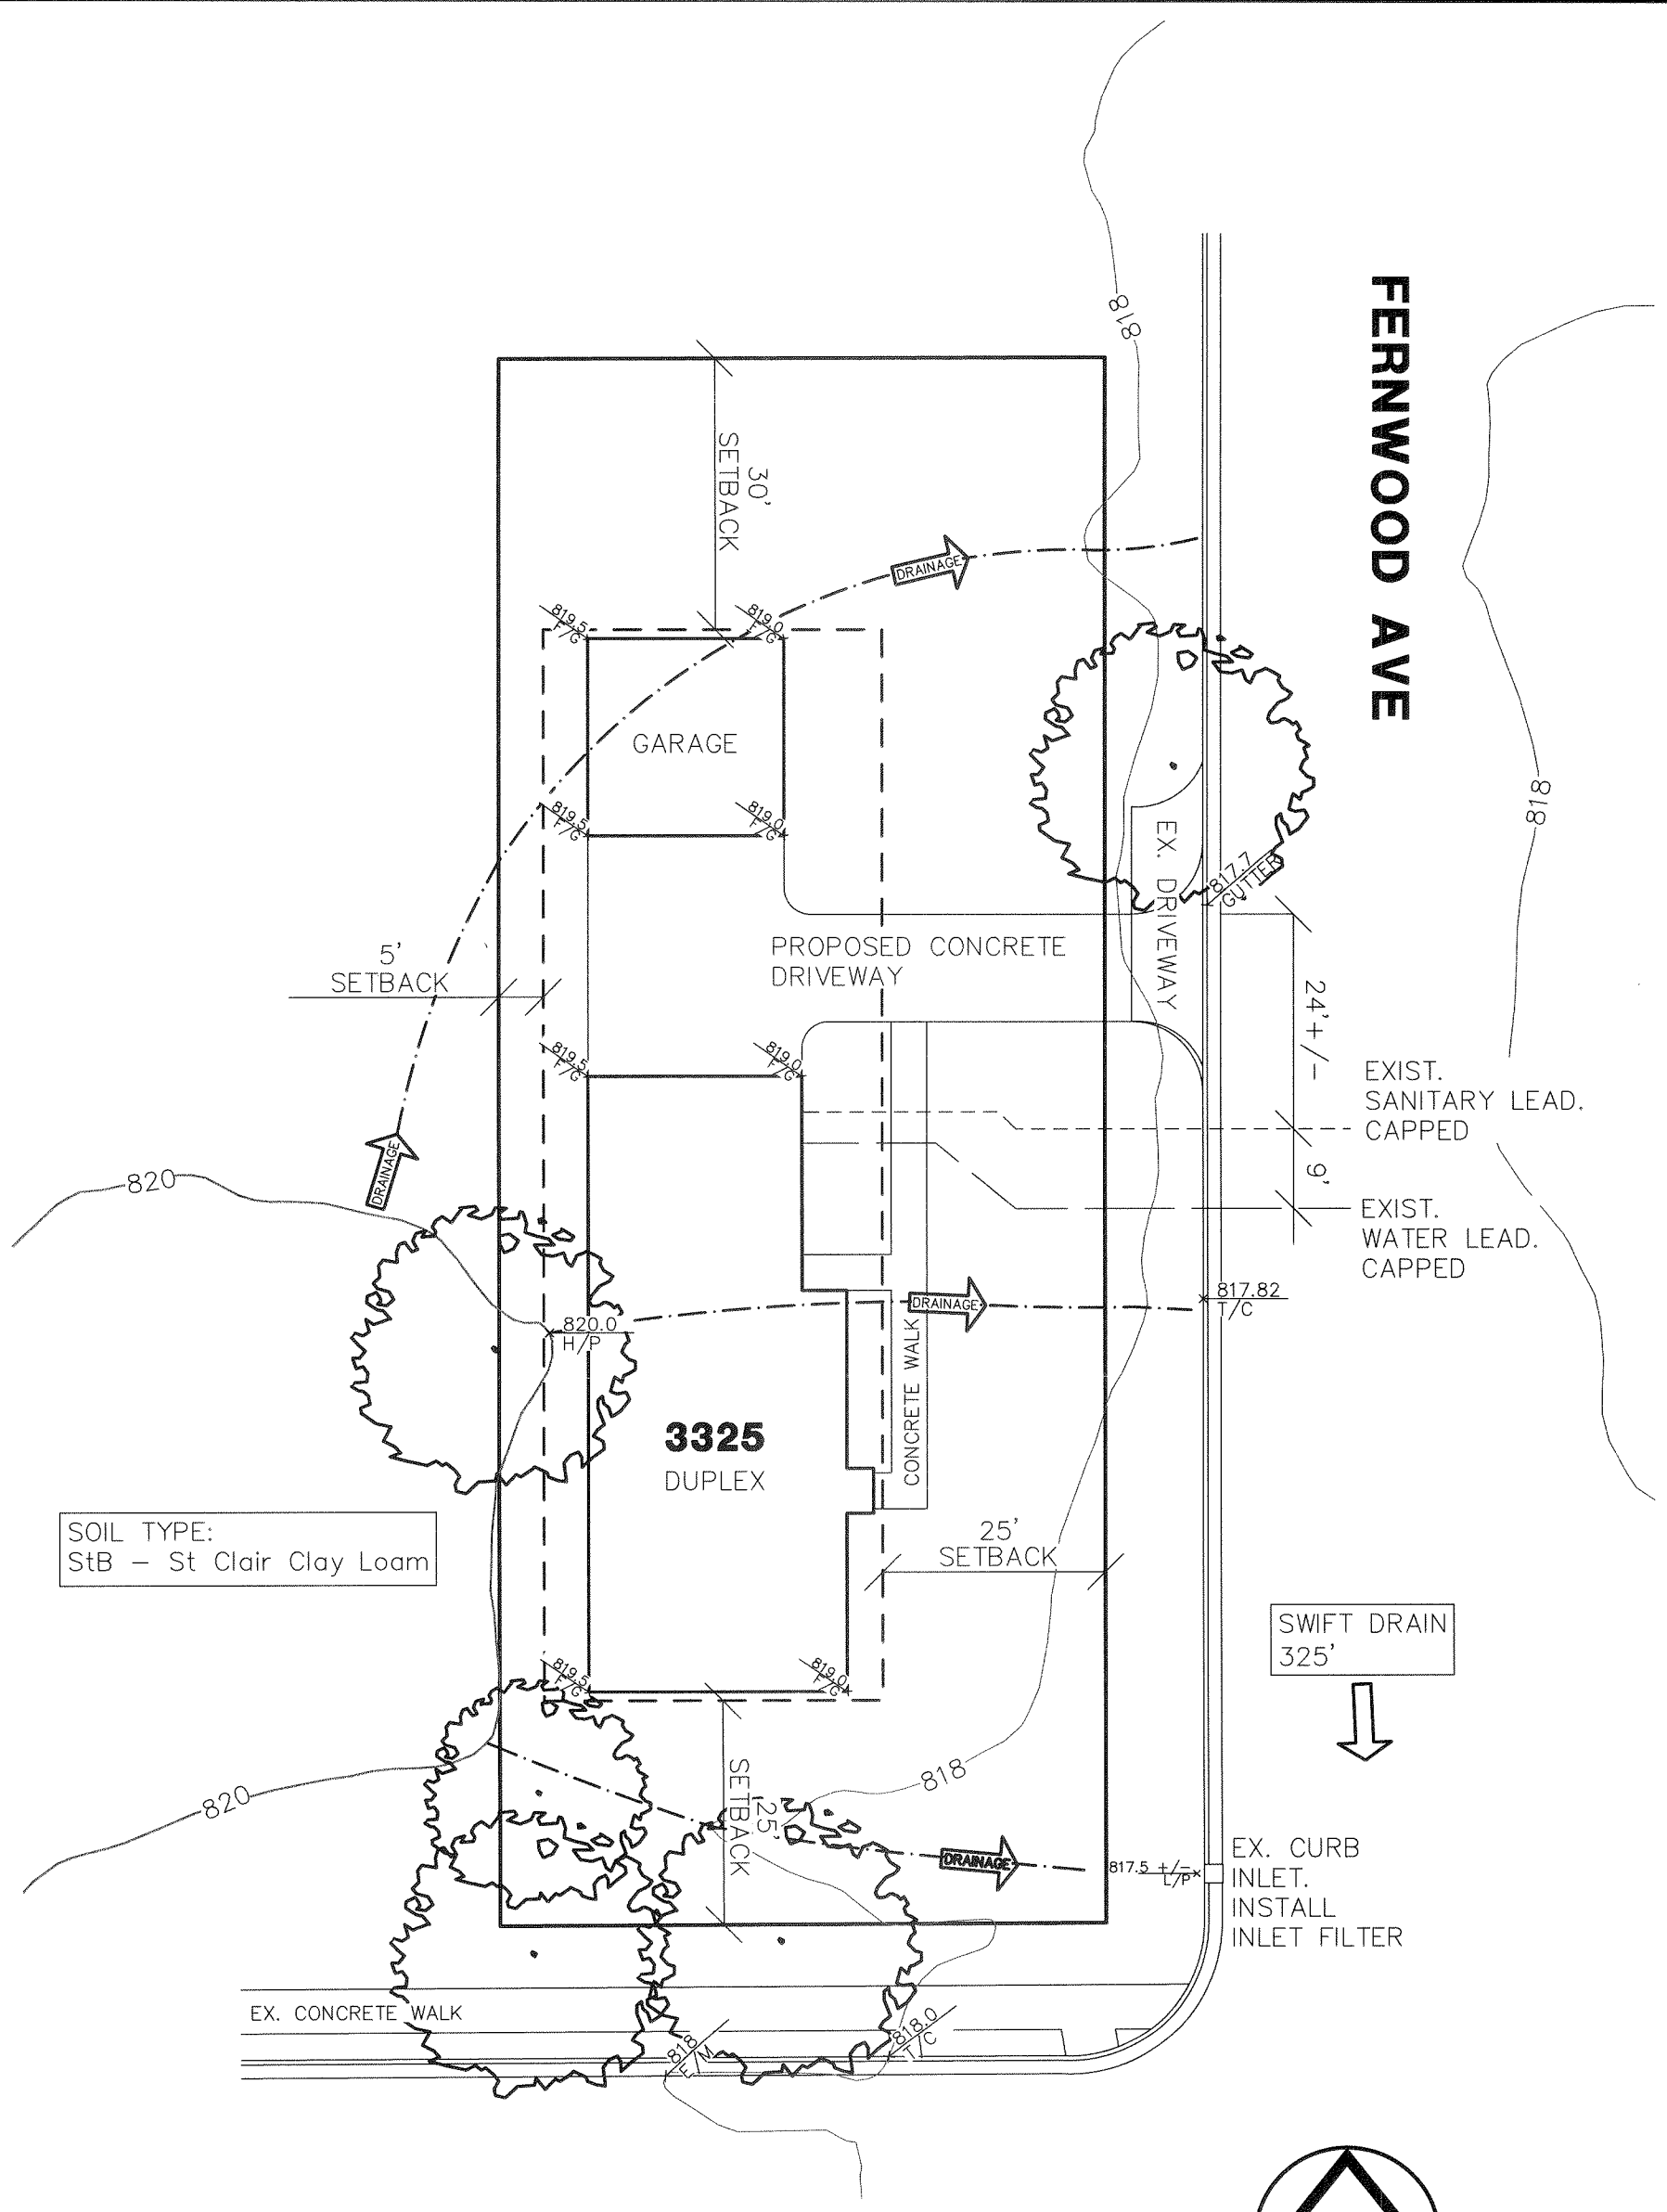 FERNWOOD AVE
818
30'
SETBACK
DRAINAGE
819.5
F/G
819.0
F/G
GARAGE
818
819.5
F/G
819.0
F/G
EX. DRIVEWAY
817.7
GUTTER
PROPOSED CONCRETE
DRIVEWAY
5'
SETBACK
24'+/-
819.5
F/G
819.0
F/G
EXIST.
SANITARY LEAD.
CAPPED
9'
DRAINAGE
820
EXIST.
WATER LEAD.
CAPPED
DRAINAGE
817.82
T/C
820.0
H/P
CONCRETE WALK
3325
DUPLEX
SOIL TYPE:
StB – St Clair Clay Loam
25'
SETBACK
SWIFT DRAIN
325'
819.5
F/G
819.0
F/G
818
820
25'
SETBACK
DRAINAGE
817.5 +/-
L/P
EX. CURB
INLET.
INSTALL
INLET FILTER
EX. CONCRETE WALK
818
E/M
818.0
T/C